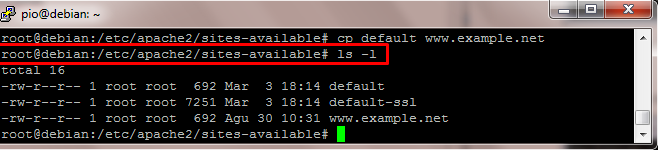 pio@debian: ~
root@debian:/etc/apache2/sites-available# cp default www.example.net
root@debian:/etc/apache2/sites-available# ls -l
total 16
-rw-r--r-- 1 root root  692 Mar  3 18:14 default
-rw-r--r-- 1 root root 7251 Mar  3 18:14 default-ssl
-rw-r--r-- 1 root root  692 Agu 30 10:31 www.example.net
root@debian:/etc/apache2/sites-available#